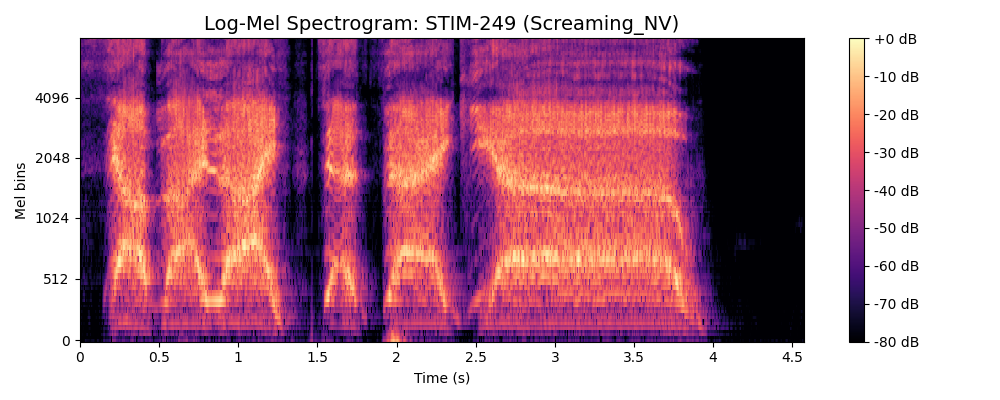 Log-Mel Spectrogram: STIM-249 (Screaming_NV)
Mel bins
4096
2048
1024
512
0
0 0.5 1 1.5 2 2.5 3 3.5 4 4.5
Time (s)
+0 dB
-10 dB
-20 dB
-30 dB
-40 dB
-50 dB
-60 dB
-70 dB
-80 dB